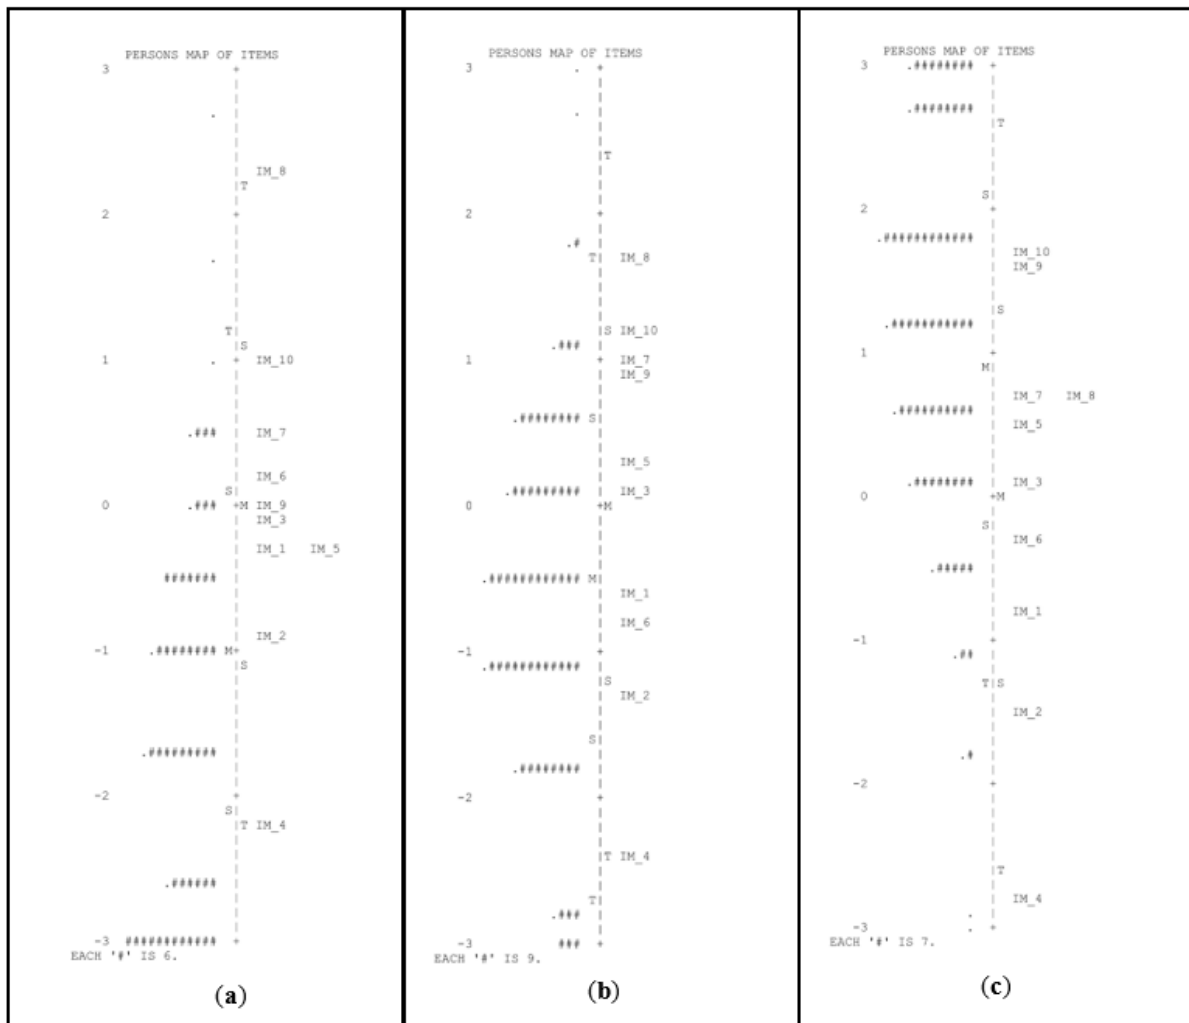 PERSONS MAP OF ITEMS
3 +
.
IM_8
T
2 +
.
T
S
1 . + IM_10
.### IM_7
IM_6
S
0 .### +M IM_9
IM_3
IM_1 IM_5
#######
IM_2
-1 .######## M+
S
.#########
-2 +
S
T IM_4
.######
-3 ############ +
EACH '#' IS 6.
(a)
PERSONS MAP OF ITEMS
3 . +
.
T
2 +
.#
T IM_8
S IM_10
.###
1 + IM_7
IM_9
.######## S
IM_5
.######### IM_3
0 +M
.############ M
IM_1
IM_6
-1 +
.############
S
IM_2
S
.########
-2 +
T IM_4
T
.###
-3 ### +
EACH '#' IS 9.
(b)
PERSONS MAP OF ITEMS
3 .######## +
.########
T
S
2 +
.############
IM_10
IM_9
S
.###########
1 +
M
IM_7 IM_8
.##########
IM_5
.######## IM_3
0 +M
S
IM_6
.#####
IM_1
-1 +
.##
T S
IM_2
.#
-2 +
T
IM_4
.
-3 . +
EACH '#' IS 7.
(c)